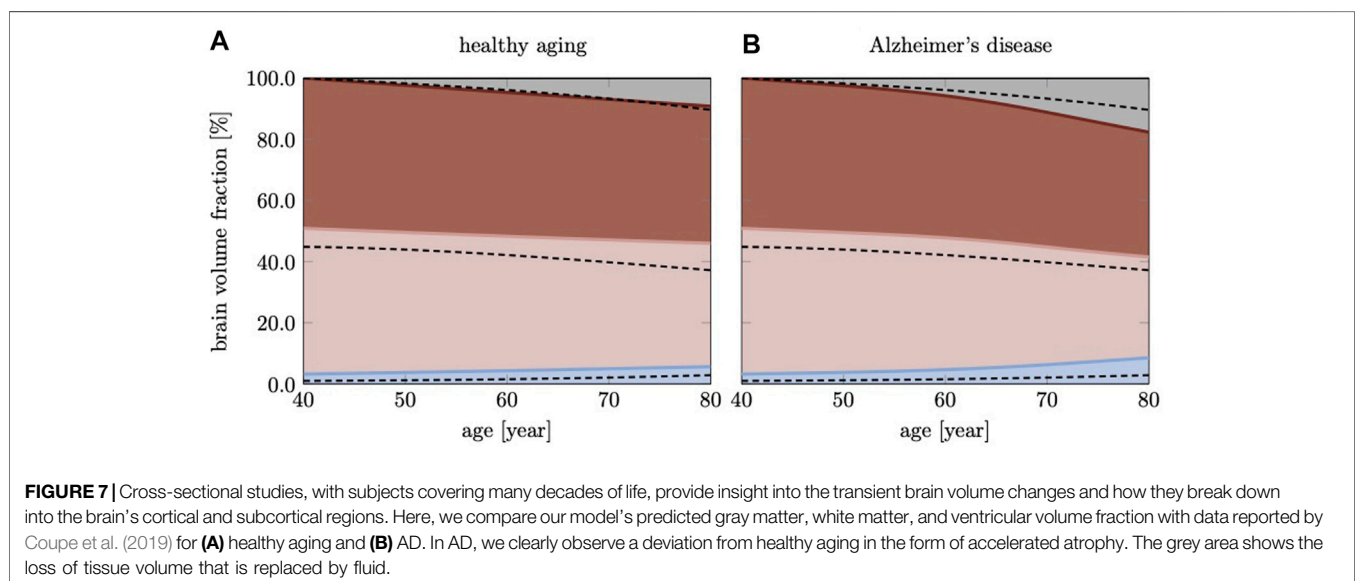 A
healthy aging
B
Alzheimer's disease
brain volume fraction [%]
100.0
80.0
60.0
40.0
20.0
0.0
40
50
60
70
80
40
50
60
70
80
age [year]
age [year]
FIGURE 7 | Cross-sectional studies, with subjects covering many decades of life, provide insight into the transient brain volume changes and how they break down
into the brain's cortical and subcortical regions. Here, we compare our model's predicted gray matter, white matter, and ventricular volume fraction with data reported by
Coupe et al. (2019) for (A) healthy aging and (B) AD. In AD, we clearly observe a deviation from healthy aging in the form of accelerated atrophy. The grey area shows the
loss of tissue volume that is replaced by fluid.